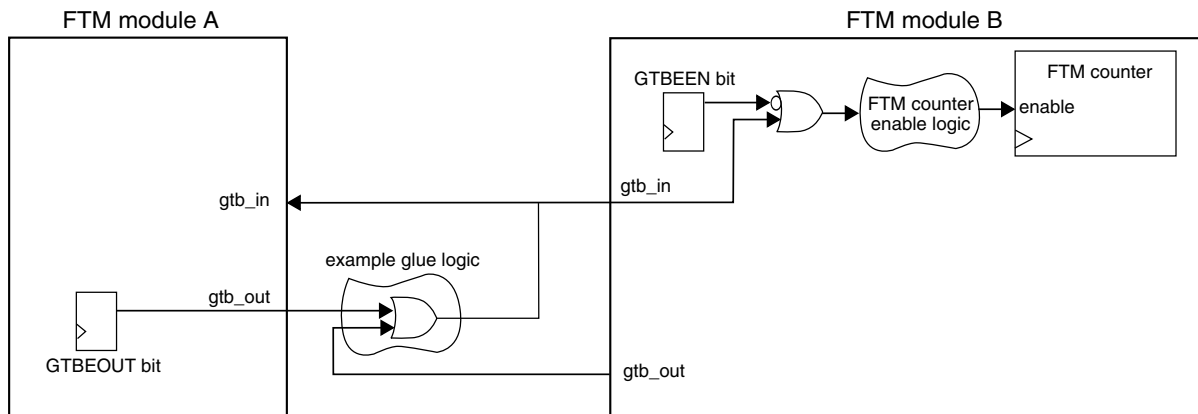 FTM module A
FTM module B
GTBEEN bit
FTM counter
enable
FTM counter
enable logic
gtb_in
gtb_in
example glue logic
gtb_out
GTBEOUT bit
gtb_out